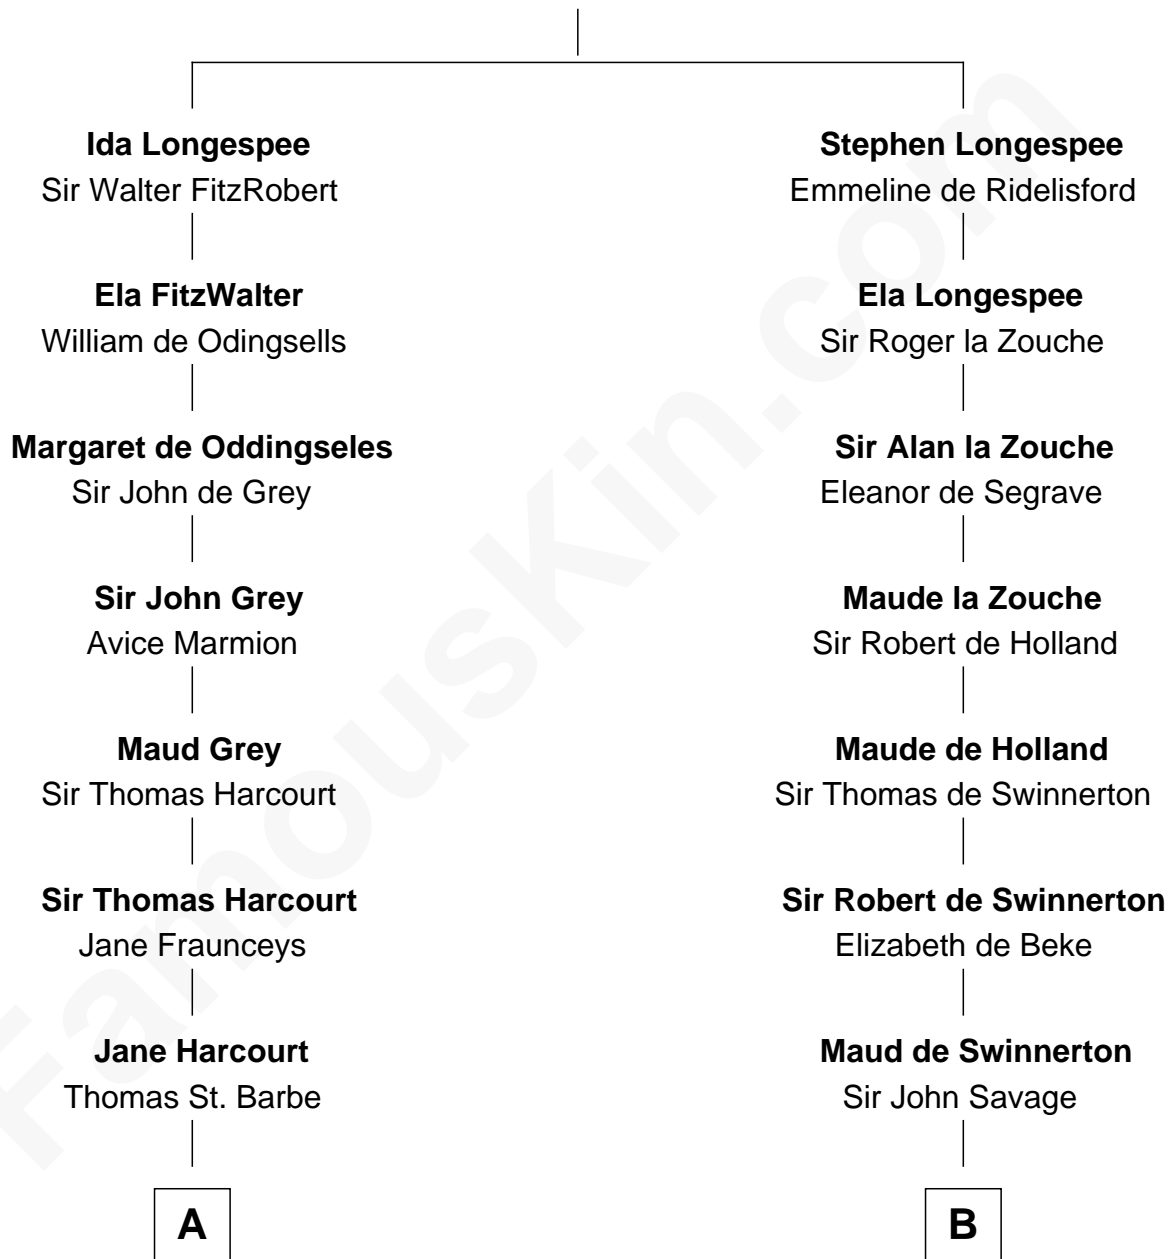 Ida Longespee
Sir Walter FitzRobert
Ela FitzWalter
William de Odingsells
Margaret de Oddingseles
Sir John de Grey
Sir John Grey
Avice Marmion
Maud Grey
Sir Thomas Harcourt
Sir Thomas Harcourt
Jane Fraunceys
Jane Harcourt
Thomas St. Barbe
A
Stephen Longespee
Emmeline de Ridelisford
Ela Longespee
Sir Roger la Zouche
Sir Alan la Zouche
Eleanor de Segrave
Maude la Zouche
Sir Robert de Holland
Maude de Holland
Sir Thomas de Swinnerton
Sir Robert de Swinnerton
Elizabeth de Beke
Maud de Swinnerton
Sir John Savage
B
FamousKin.com